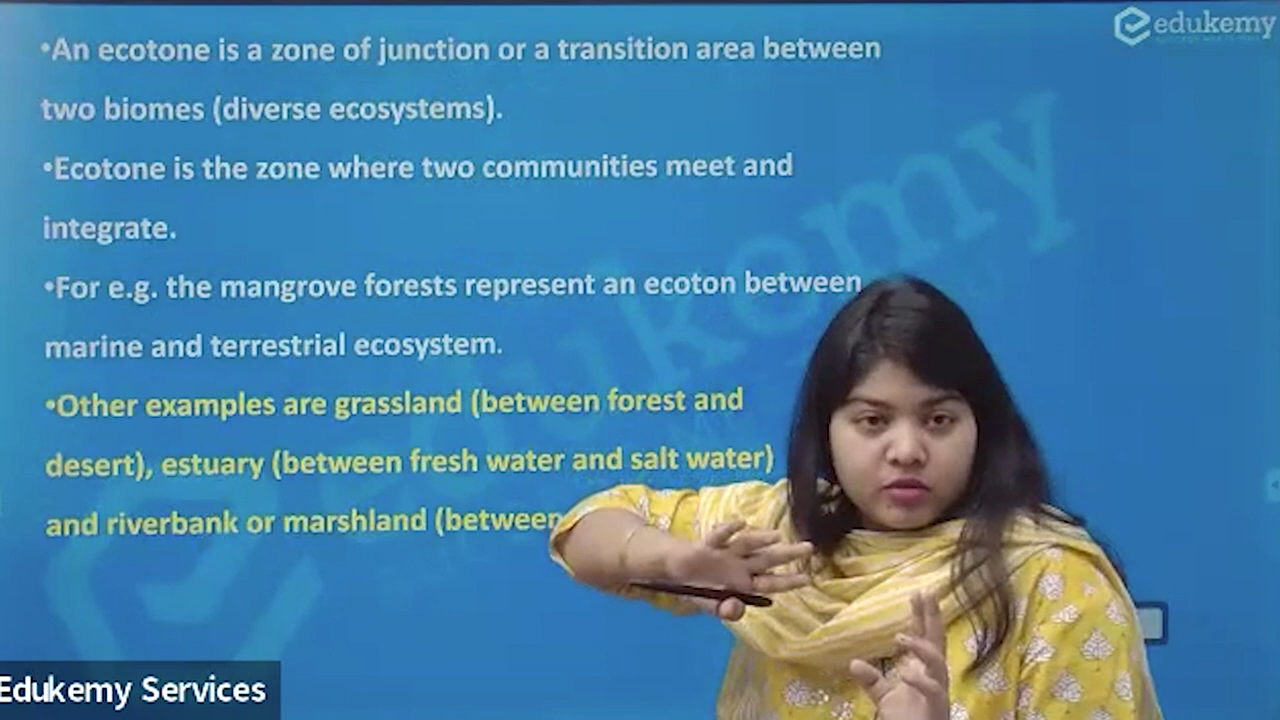 edukemy
•An ecotone is a zone of junction or a transition area between
two biomes (diverse ecosystems).
•Ecotone is the zone where two communities meet and
integrate.
•For e.g. the mangrove forests represent an ecoton between
marine and terrestrial ecosystem.
•Other examples are grassland (between forest and
desert), estuary (between fresh water and salt water)
and riverbank or marshland (between
edukemy
Edukemy Services